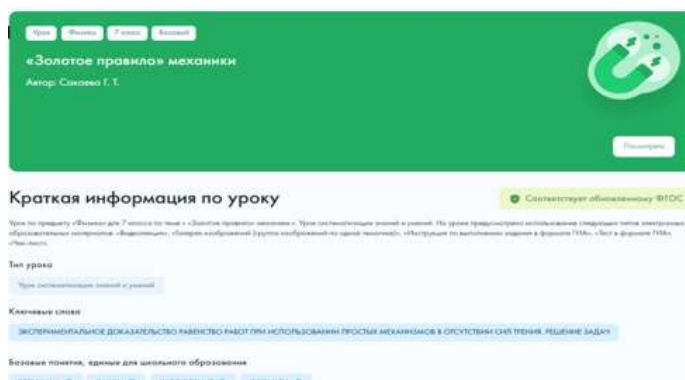 Урок Физика 7 класс Базовый
«Золотое правило» механики
Автор: Сакаева Г. Т.
Посмотреть
Краткая информация по уроку
Соответствует обновленному ФГОС
Урок по предмету «Физика» для 7 класса по теме « «Золотое правило» механики ». Урок систематизации знаний и умений. На уроке предусмотрено использование следующих типов электронных
образовательных материалов: «Видеолекция», «Галерея изображений (группа изображений по одной тематике)», «Инструкция по выполнению задания в формате ГИА», «Тест в формате ГИА»,
«Чек-лист».
Тип урока
Урок систематизации знаний и умений
Ключевые слова
ЭКСПЕРИМЕНТАЛЬНОЕ ДОКАЗАТЕЛЬСТВО РАВЕНСТВО РАБОТ ПРИ ИСПОЛЬЗОВАНИИ ПРОСТЫХ МЕХАНИЗМОВ В ОТСУТСТВИИ СИЛ ТРЕНИЯ. РЕШЕНИЕ ЗАДАЧ
Базовые понятия, единые для школьного образования